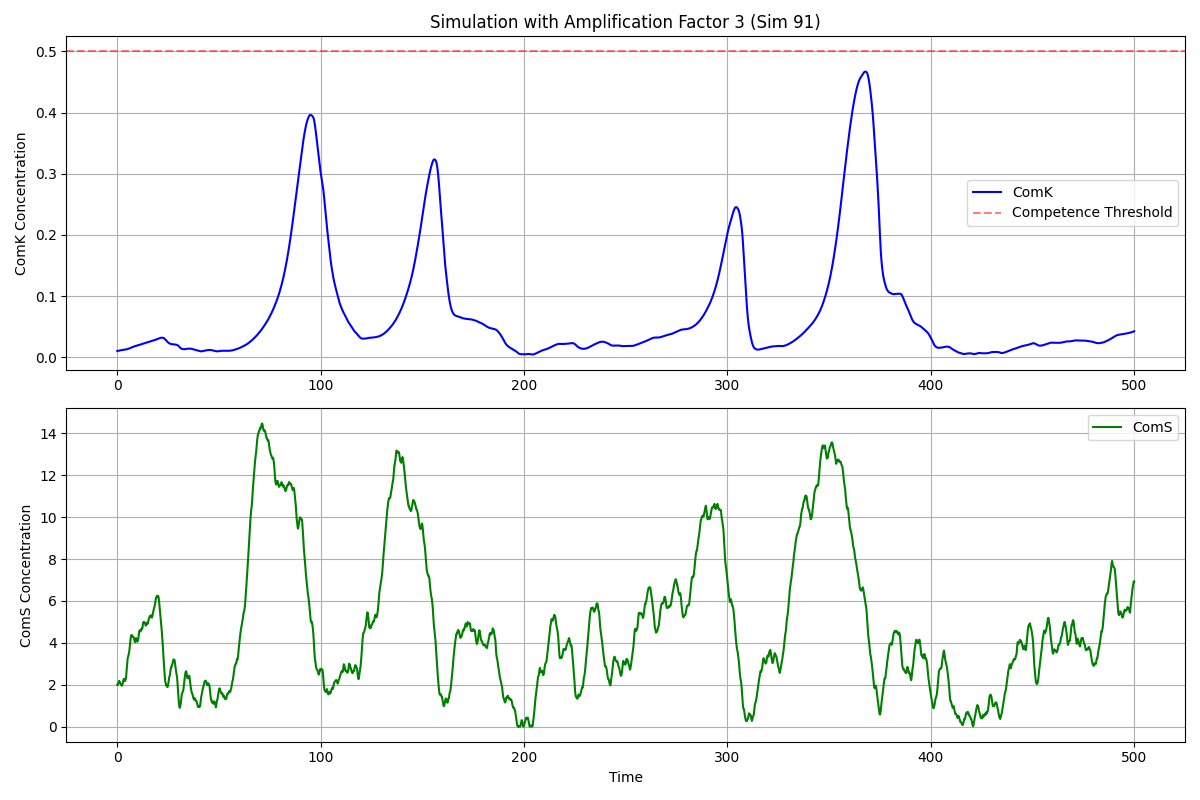 Simulation with Amplification Factor 3 (Sim 91)
ComK Concentration
0.5
0.4
0.3
0.2
0.1
0.0
ComK
Competence Threshold
0 100 200 300 400 500
ComS Concentration
14
12
10
8
6
4
2
0
ComS
0 100 200 300 400 500
Time